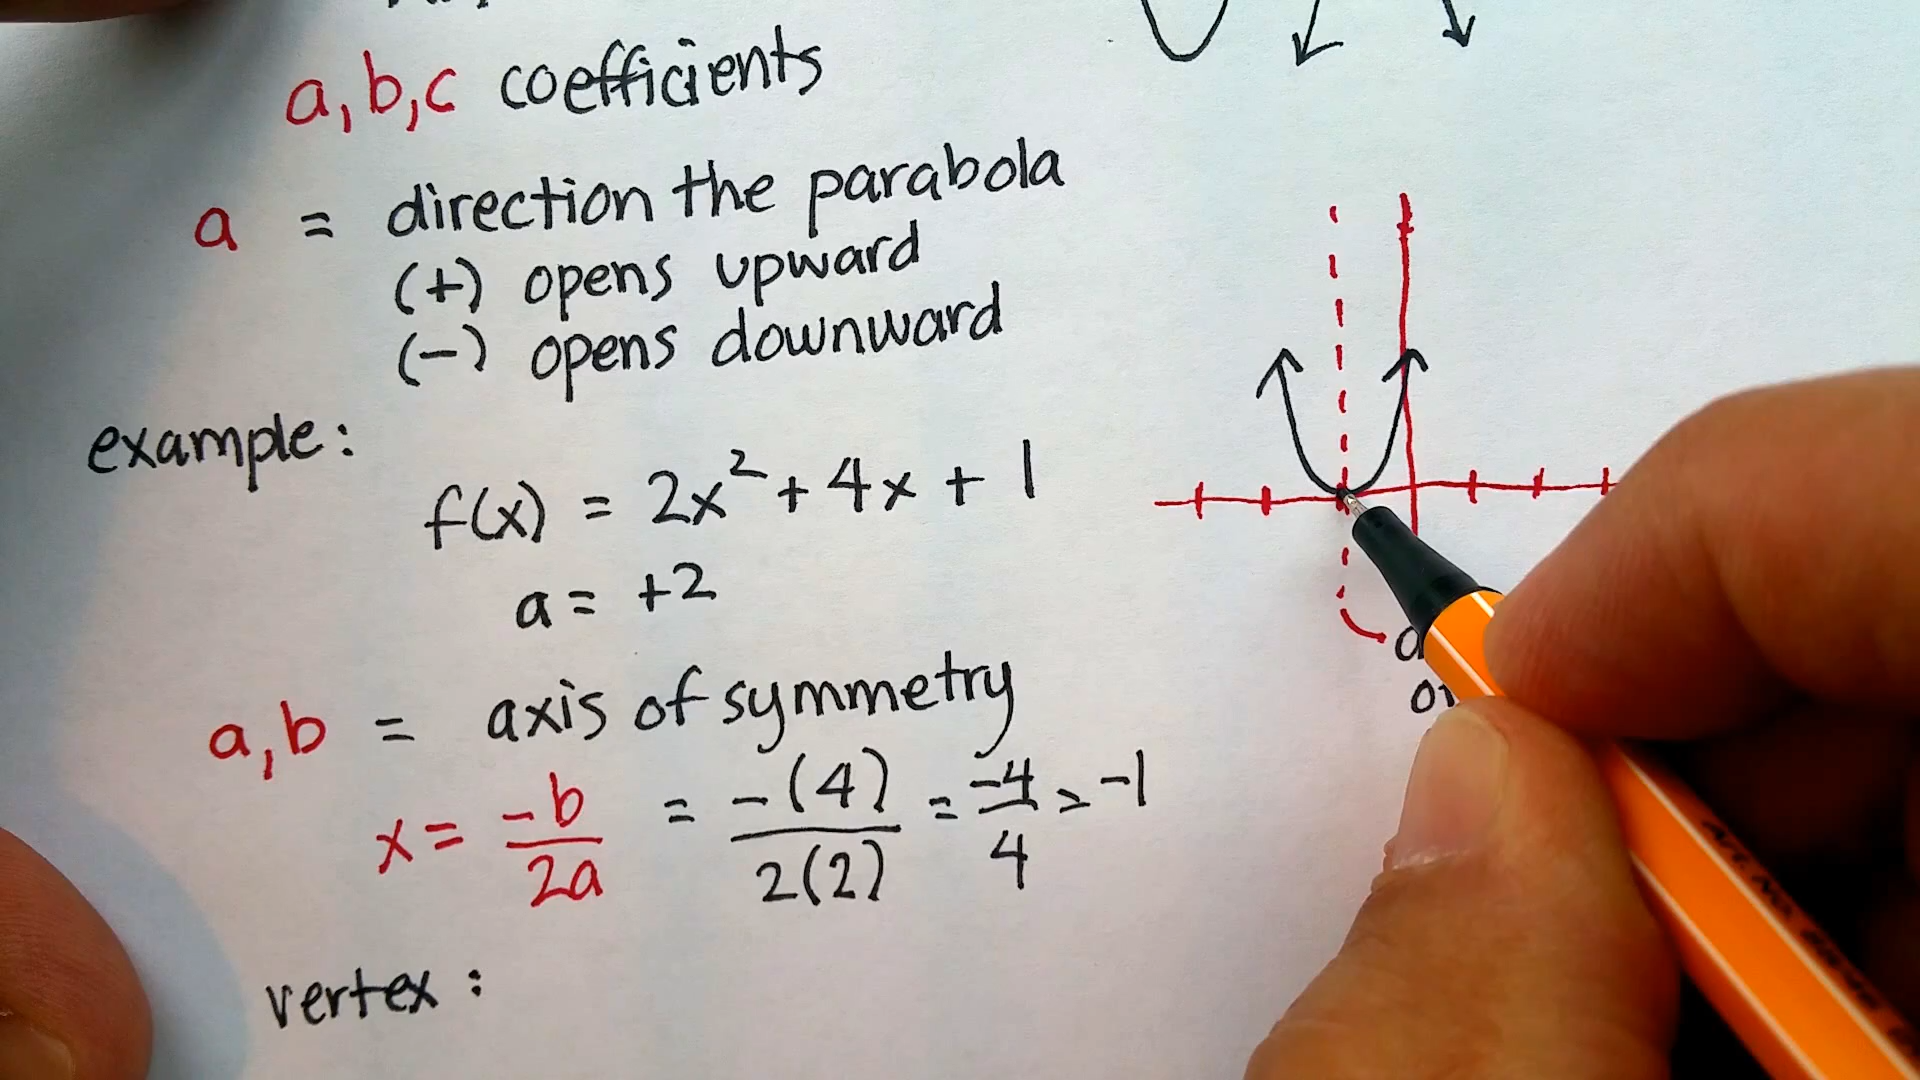 a,b,c coefficients
a = direction the parabola
(+) opens upward
(-) opens downward
example:
f(x) = 2x² + 4x + 1
a = +2
a,b = axis of symmetry
x = -b/2a = -(4)/2(2) = -4/4 = -1
vertex: